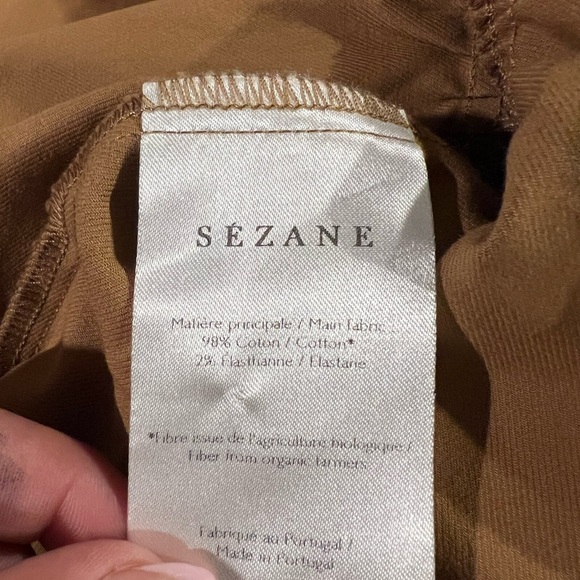 SÉZANE
Matière principale / Main fabric
98% Coton / Cotton*
2% Élasthanne / Elastane
*Fibre issue de l'agriculture biologique /
Fiber from organic farmers
Fabriqué au Portugal /
Made in Portugal